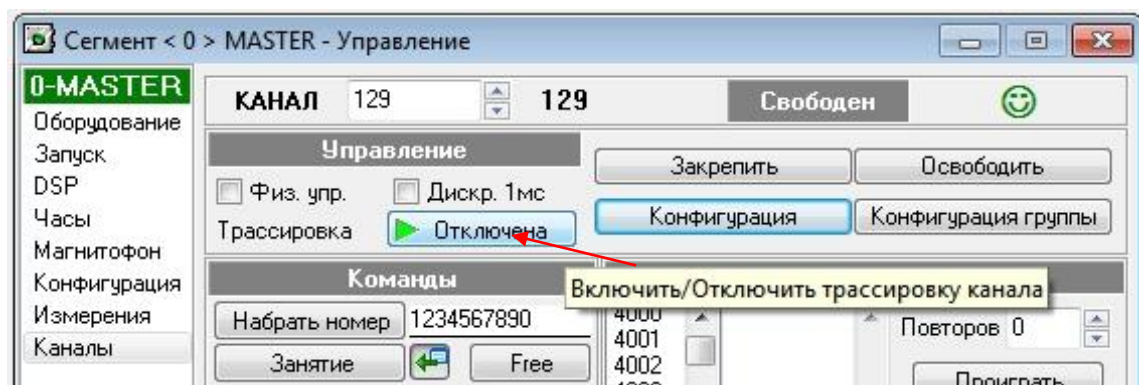 Сегмент < 0 > MASTER - Управление
0-MASTER
Оборудование
Запуск
DSP
Часы
Магнитофон
Конфигурация
Измерения
Каналы
КАНАЛ 129 129 Свободен
Управление
Физ. упр. Дискр. 1мс
Трассировка Отключена
Закрепить Освободить
Конфигурация Конфигурация группы
Включить/Отключить трассировку канала
Команды
Набрать номер 1234567890
Занятие Free
4000
4001
4002
Повторов 0
Проиграть